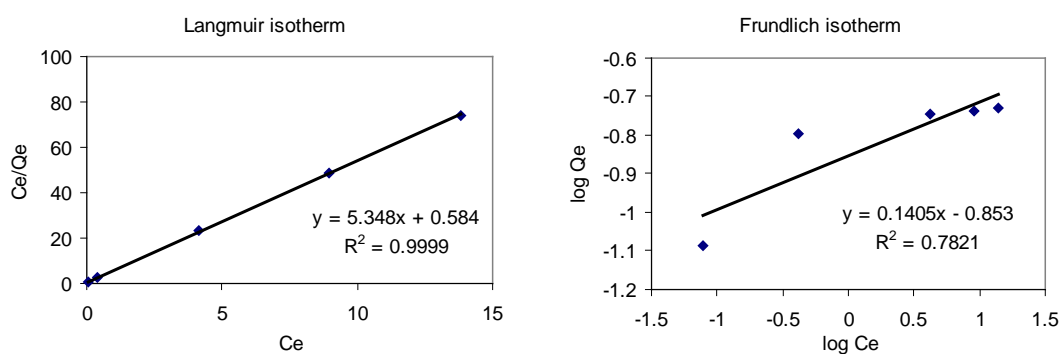 Langmuir isotherm
100
80
60
40
20
0
0
5
10
15
Ce/Qe
Ce
y = 5.348x + 0.584
R² = 0.9999
Frundlich isotherm
-0.6
-0.7
-0.8
-0.9
-1
-1.1
-1.2
-1.5
-1
-0.5
0
0.5
1
1.5
log Qe
log Ce
y = 0.1405x - 0.853
R² = 0.7821